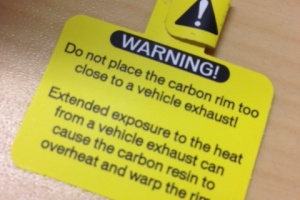 WARNING!
Do not place the carbon rim too
close to a vehicle exhaust!
Extended exposure to the heat
from a vehicle exhaust can
cause the carbon resin to
overheat and warp the rim